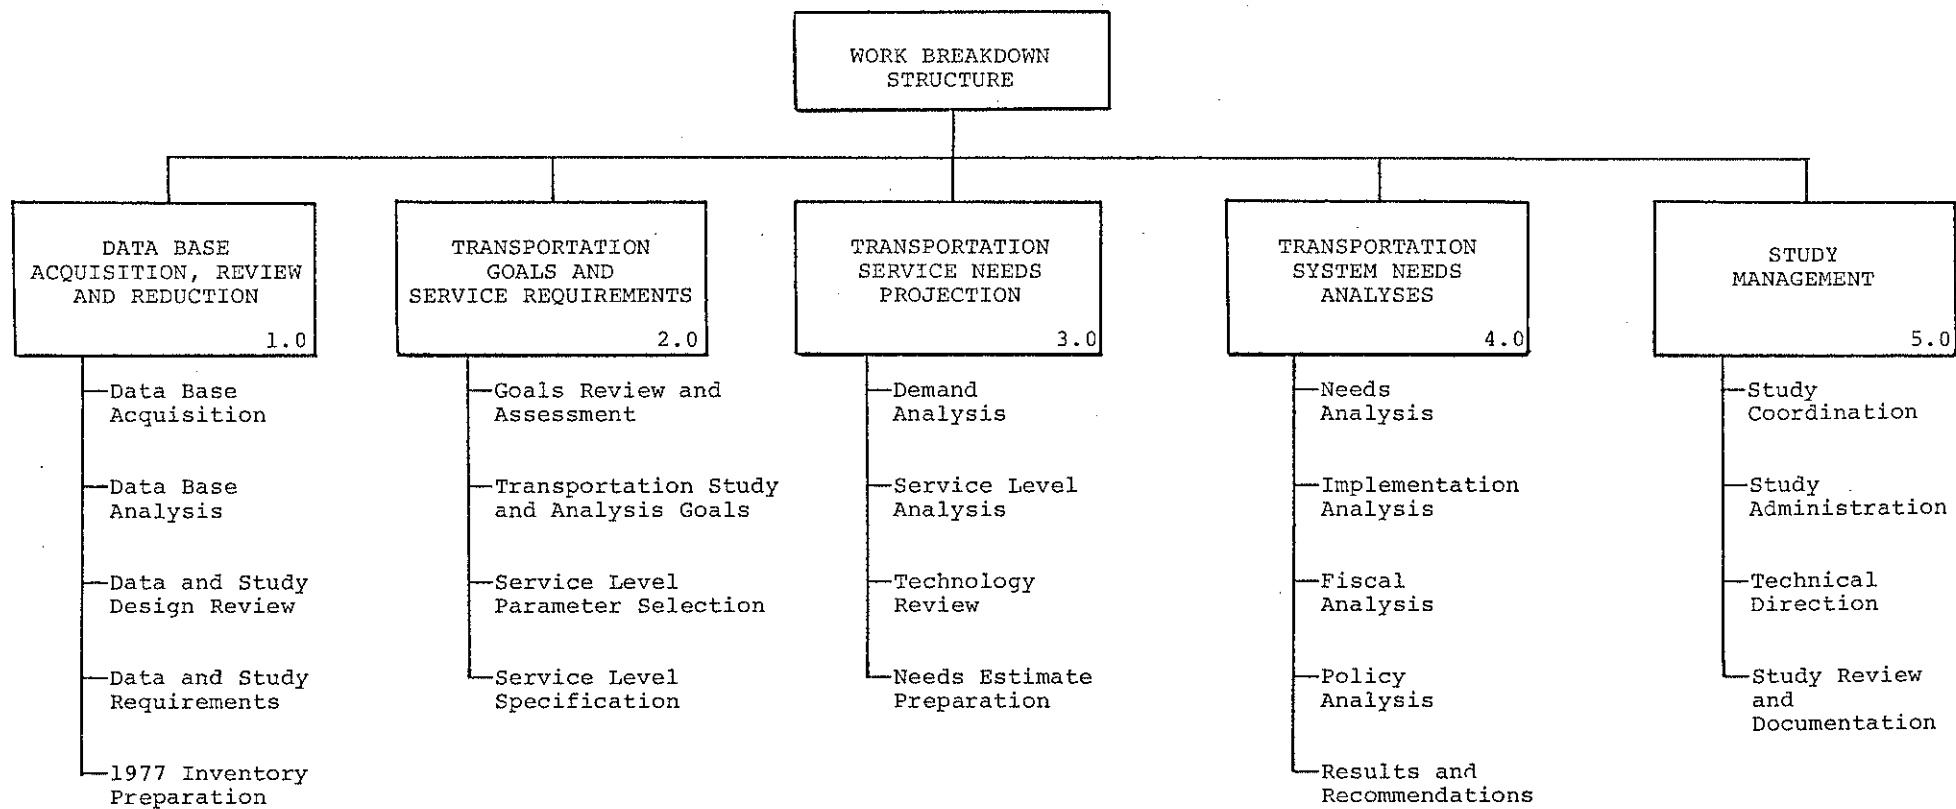 WORK BREAKDOWN
STRUCTURE
DATA BASE
ACQUISITION, REVIEW
AND REDUCTION
1.0
Data Base
Acquisition
Data Base
Analysis
Data and Study
Design Review
Data and Study
Requirements
1977 Inventory
Preparation
TRANSPORTATION
GOALS AND
SERVICE REQUIREMENTS
2.0
Goals Review and
Assessment
Transportation Study
and Analysis Goals
Service Level
Parameter Selection
Service Level
Specification
TRANSPORTATION
SERVICE NEEDS
PROJECTION
3.0
Demand
Analysis
Service Level
Analysis
Technology
Review
Needs Estimate
Preparation
TRANSPORTATION
SYSTEM NEEDS
ANALYSES
4.0
Needs
Analysis
Implementation
Analysis
Fiscal
Analysis
Policy
Analysis
Results and
Recommendations
STUDY
MANAGEMENT
5.0
Study
Coordination
Study
Administration
Technical
Direction
Study Review
and
Documentation